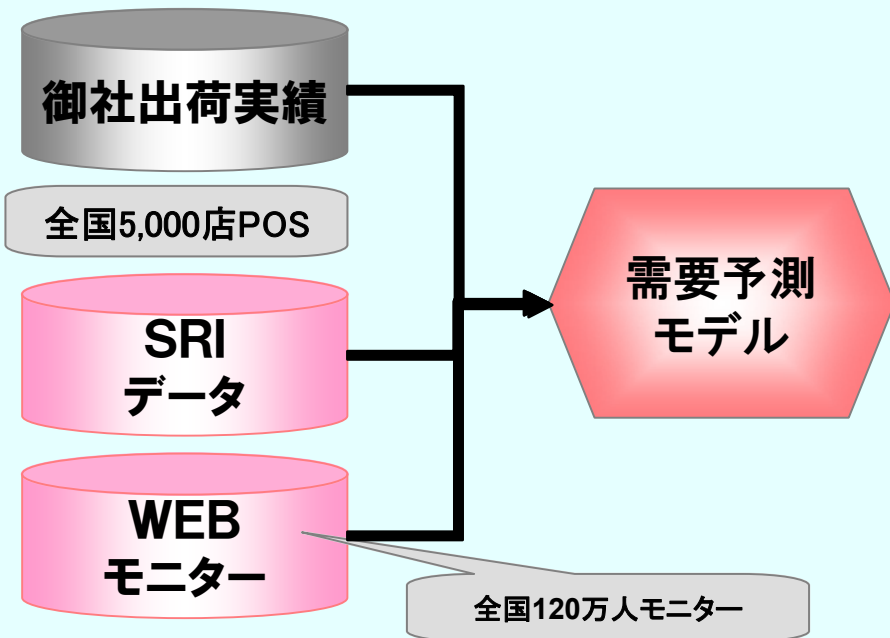 御社出荷実績
全国5,000店POS
SRI
データ
WEB
モニター
全国120万人モニター
需要予測
モデル